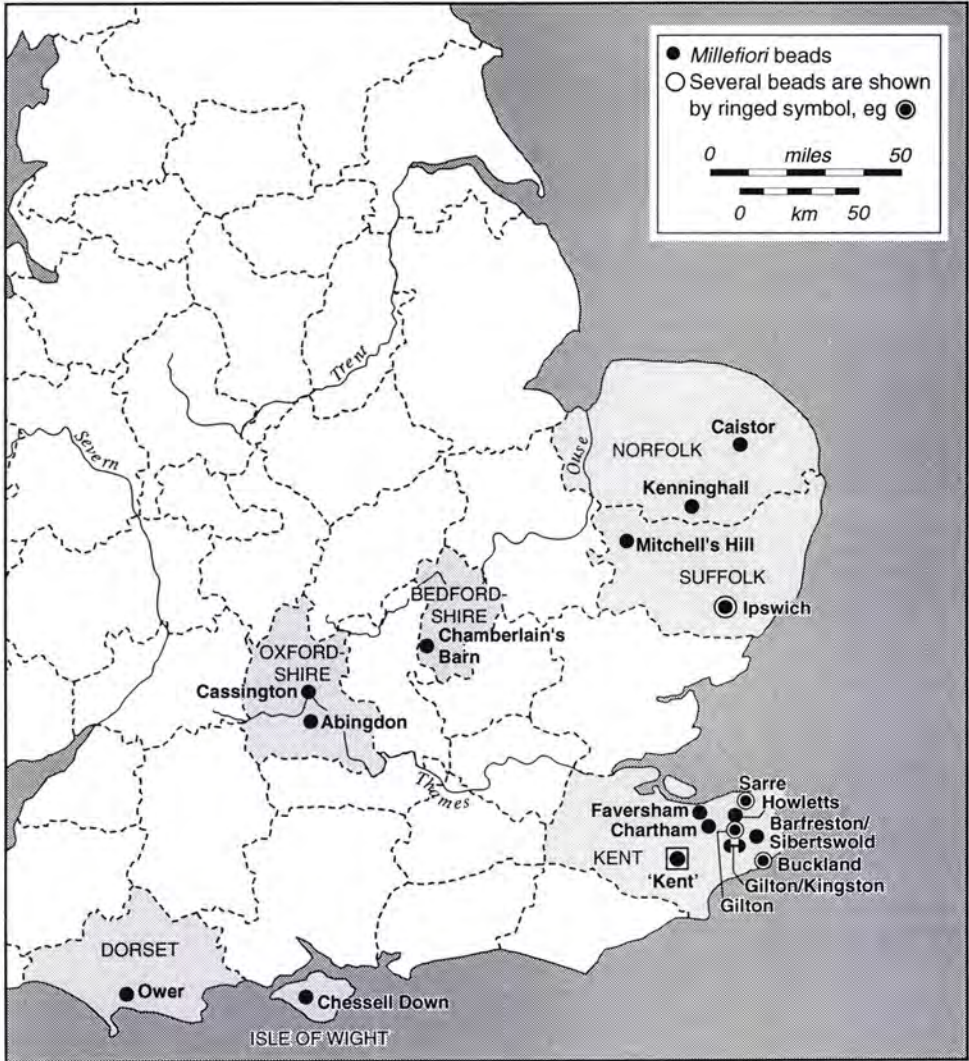 Millefiori beads
Several beads are shown
by ringed symbol, eg
0 miles 50
0 km 50
Trent
Severn
Ouse
Caistor
NORFOLK
Kenninghall
Mitchell's Hill
SUFFOLK
Ipswich
BEDFORD-
SHIRE
Chamberlain's
Barn
OXFORD-
SHIRE
Cassington
Abingdon
Thames
Sarre
Howletts
Faversham
Barfreston/
Sibertswold
Chartham
KENT
Buckland
'Kent'
Gilton/Kingston
Gilton
DORSET
Ower
Chessell Down
ISLE OF WIGHT